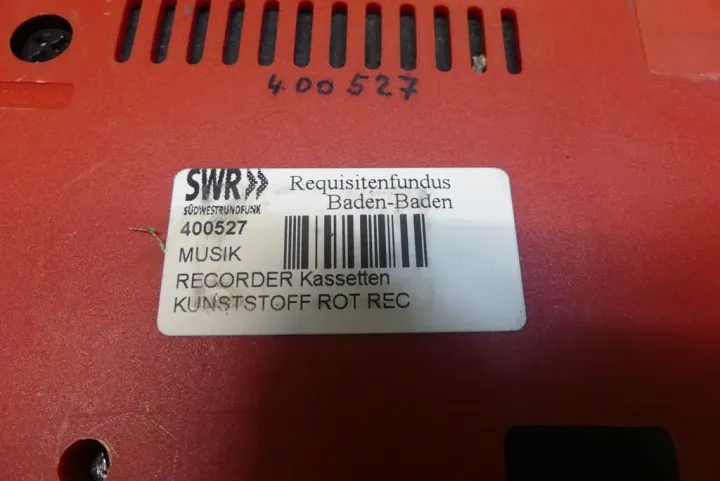 400527
SWR Requisitenfundus
SÜDWESTRUNDFUNK Baden-Baden
400527
MUSIK
RECORDER Kassetten
KUNSTSTOFF ROT REC